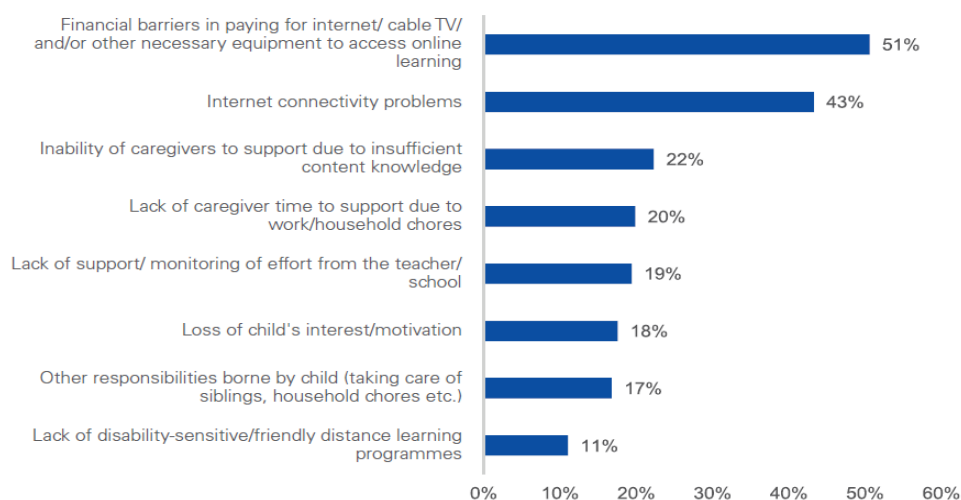 Financial barriers in paying for internet/ cable TV/
and/or other necessary equipment to access online
learning
51%
Internet connectivity problems
43%
Inability of caregivers to support due to insufficient
content knowledge
22%
Lack of caregiver time to support due to
work/household chores
20%
Lack of support/ monitoring of effort from the teacher/
school
19%
Loss of child's interest/motivation
18%
Other responsibilities borne by child (taking care of
siblings, household chores etc.)
17%
Lack of disability-sensitive/friendly distance learning
programmes
11%
0% 10% 20% 30% 40% 50% 60%